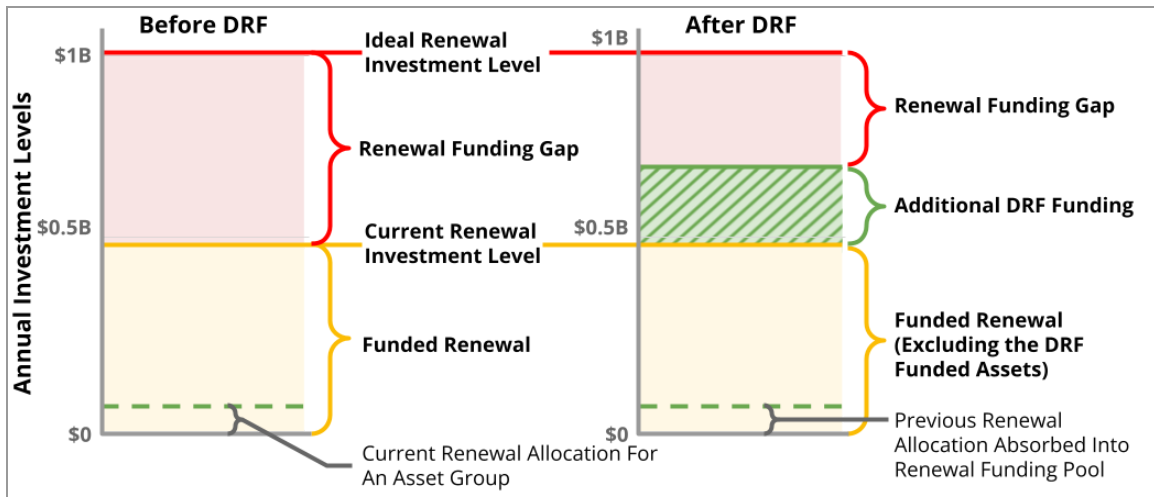 Before DRF
After DRF
Annual Investment Levels
$1B
$0.5B
$0
Ideal Renewal
Investment Level
Renewal Funding Gap
Current Renewal
Investment Level
Funded Renewal
Current Renewal Allocation For
An Asset Group
$1B
$0.5B
$0
Renewal Funding Gap
Additional DRF Funding
Funded Renewal
(Excluding the DRF
Funded Assets)
Previous Renewal
Allocation Absorbed Into
Renewal Funding Pool